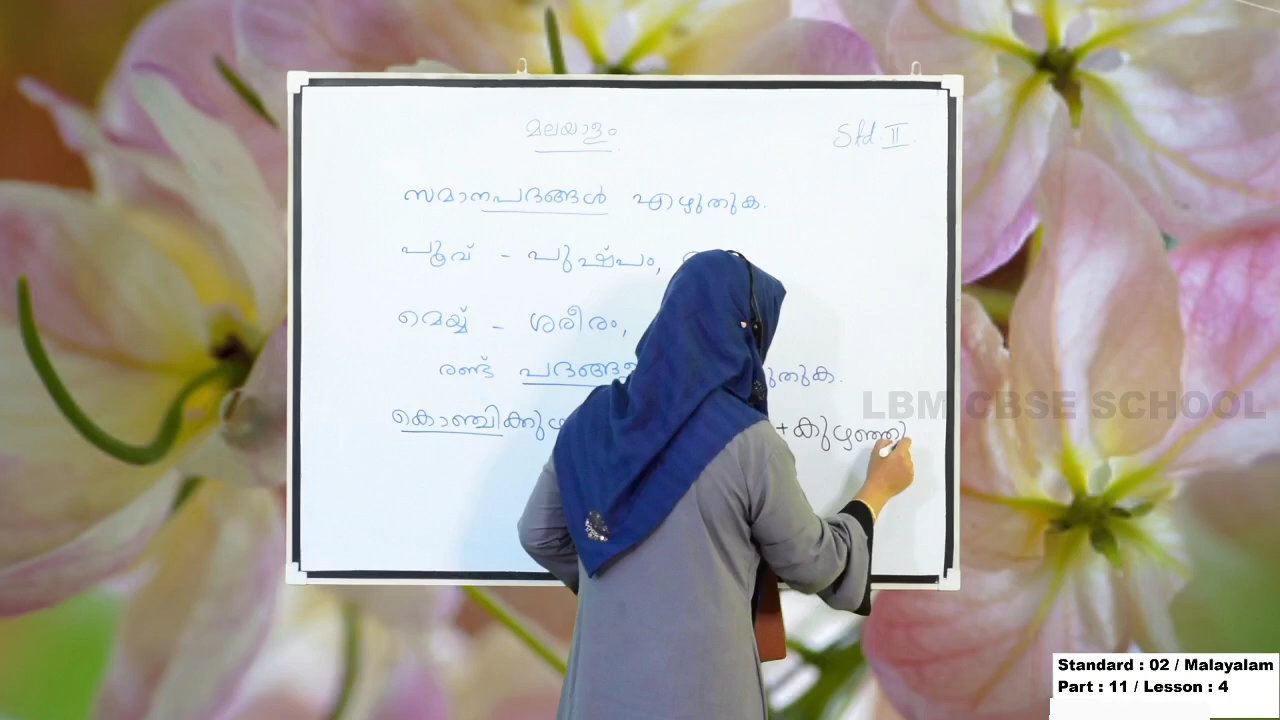 മലയാളം
Std. II.
സമാനപദങ്ങൾ എഴുതുക.
പൂവ് - പുഷ്പം,
മെയ്യ് - ശരീരം,
രണ്ട്
+ കുഴഞ്ഞു
LBM CBSE SCHOOL
Standard : 02 / Malayalam
Part : 11 / Lesson : 4